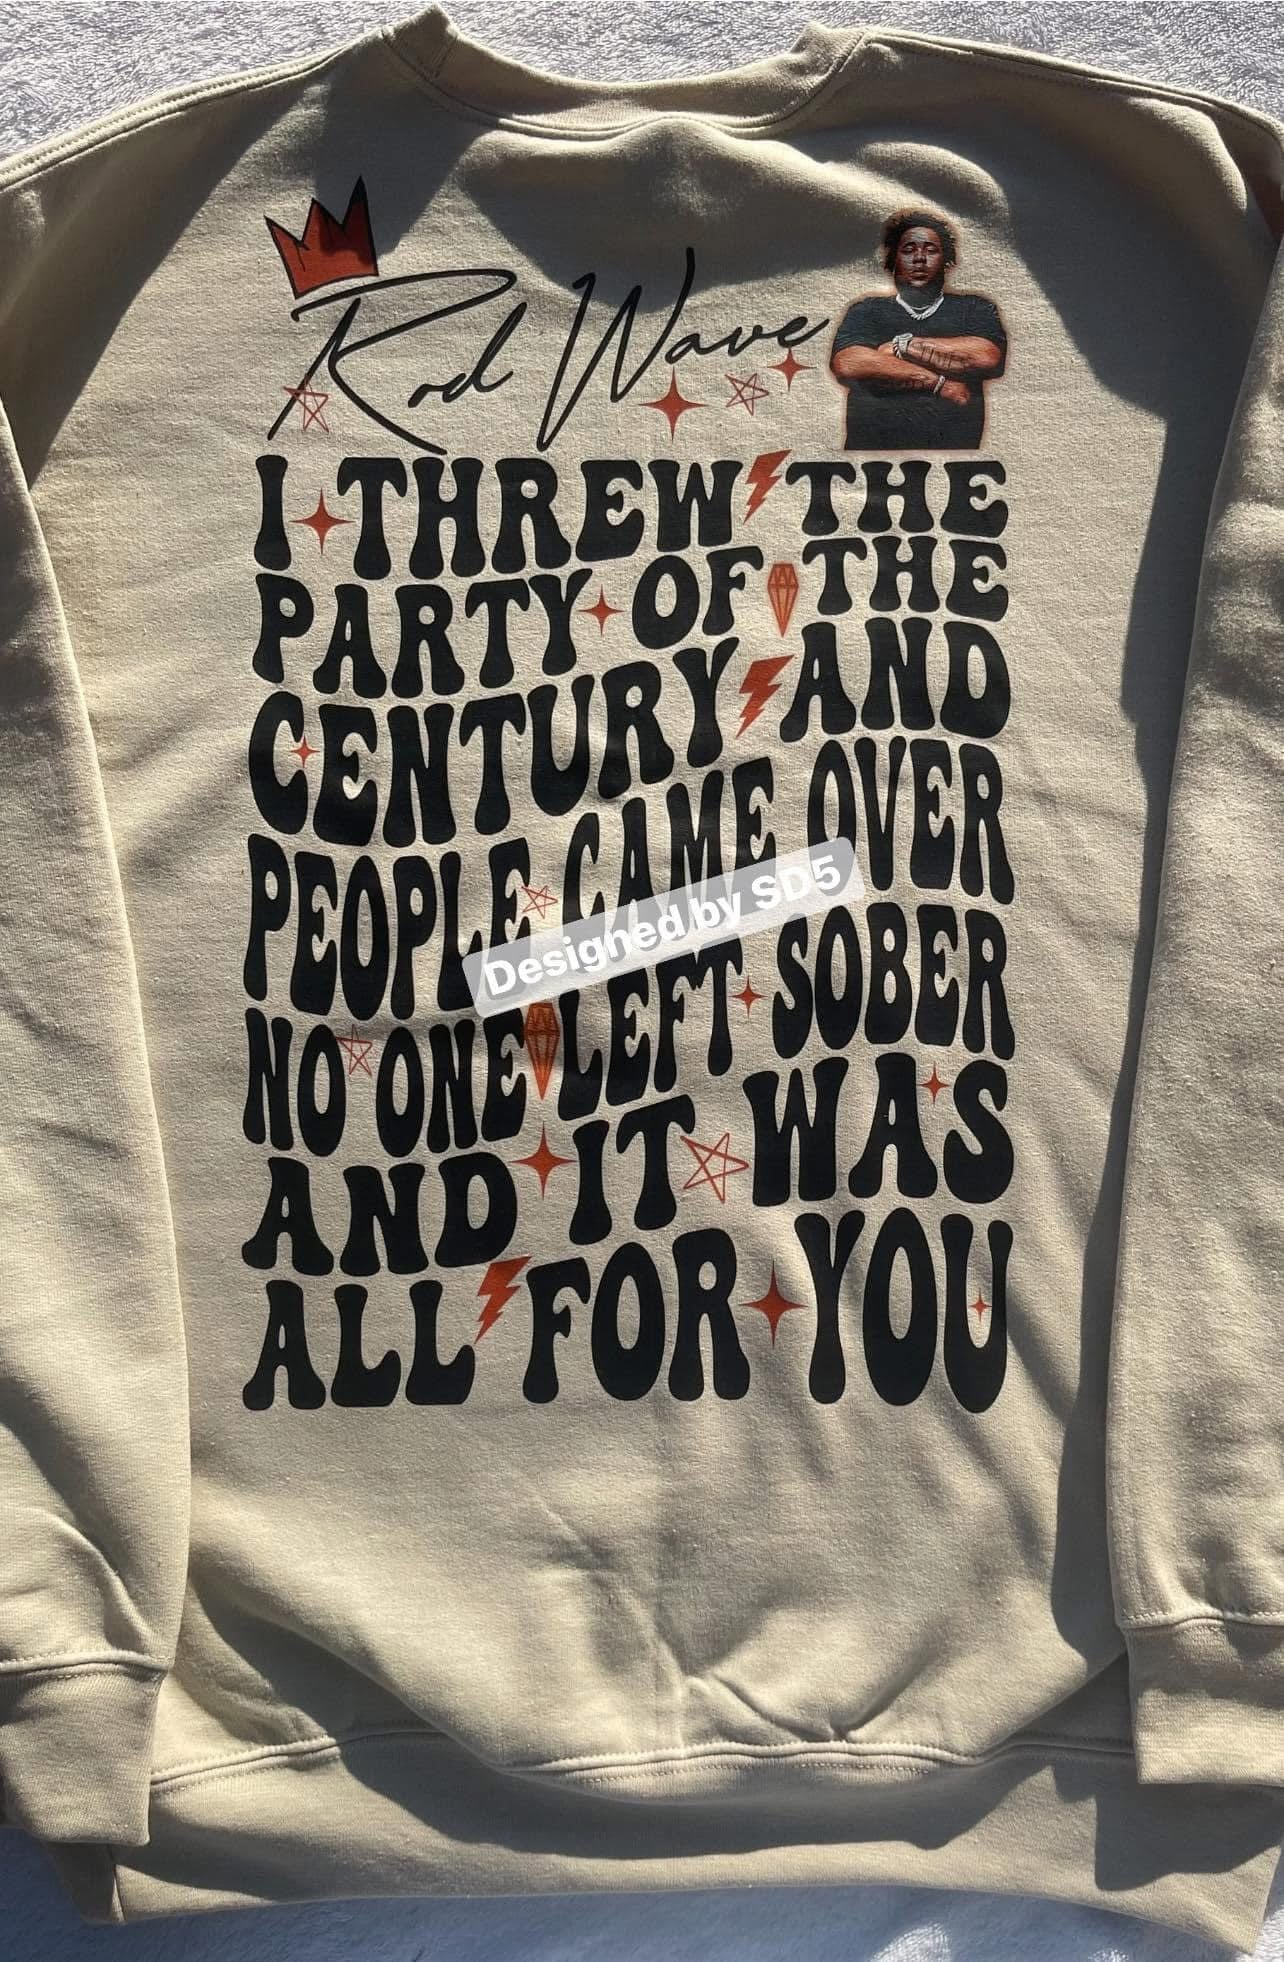 Rod Wave
I THREW THE
PARTY OF THE
CENTURY AND
PEOPLE CAME OVER
Designed by SD5
NO ONE LEFT SOBER
AND IT WAS
ALL FOR YOU